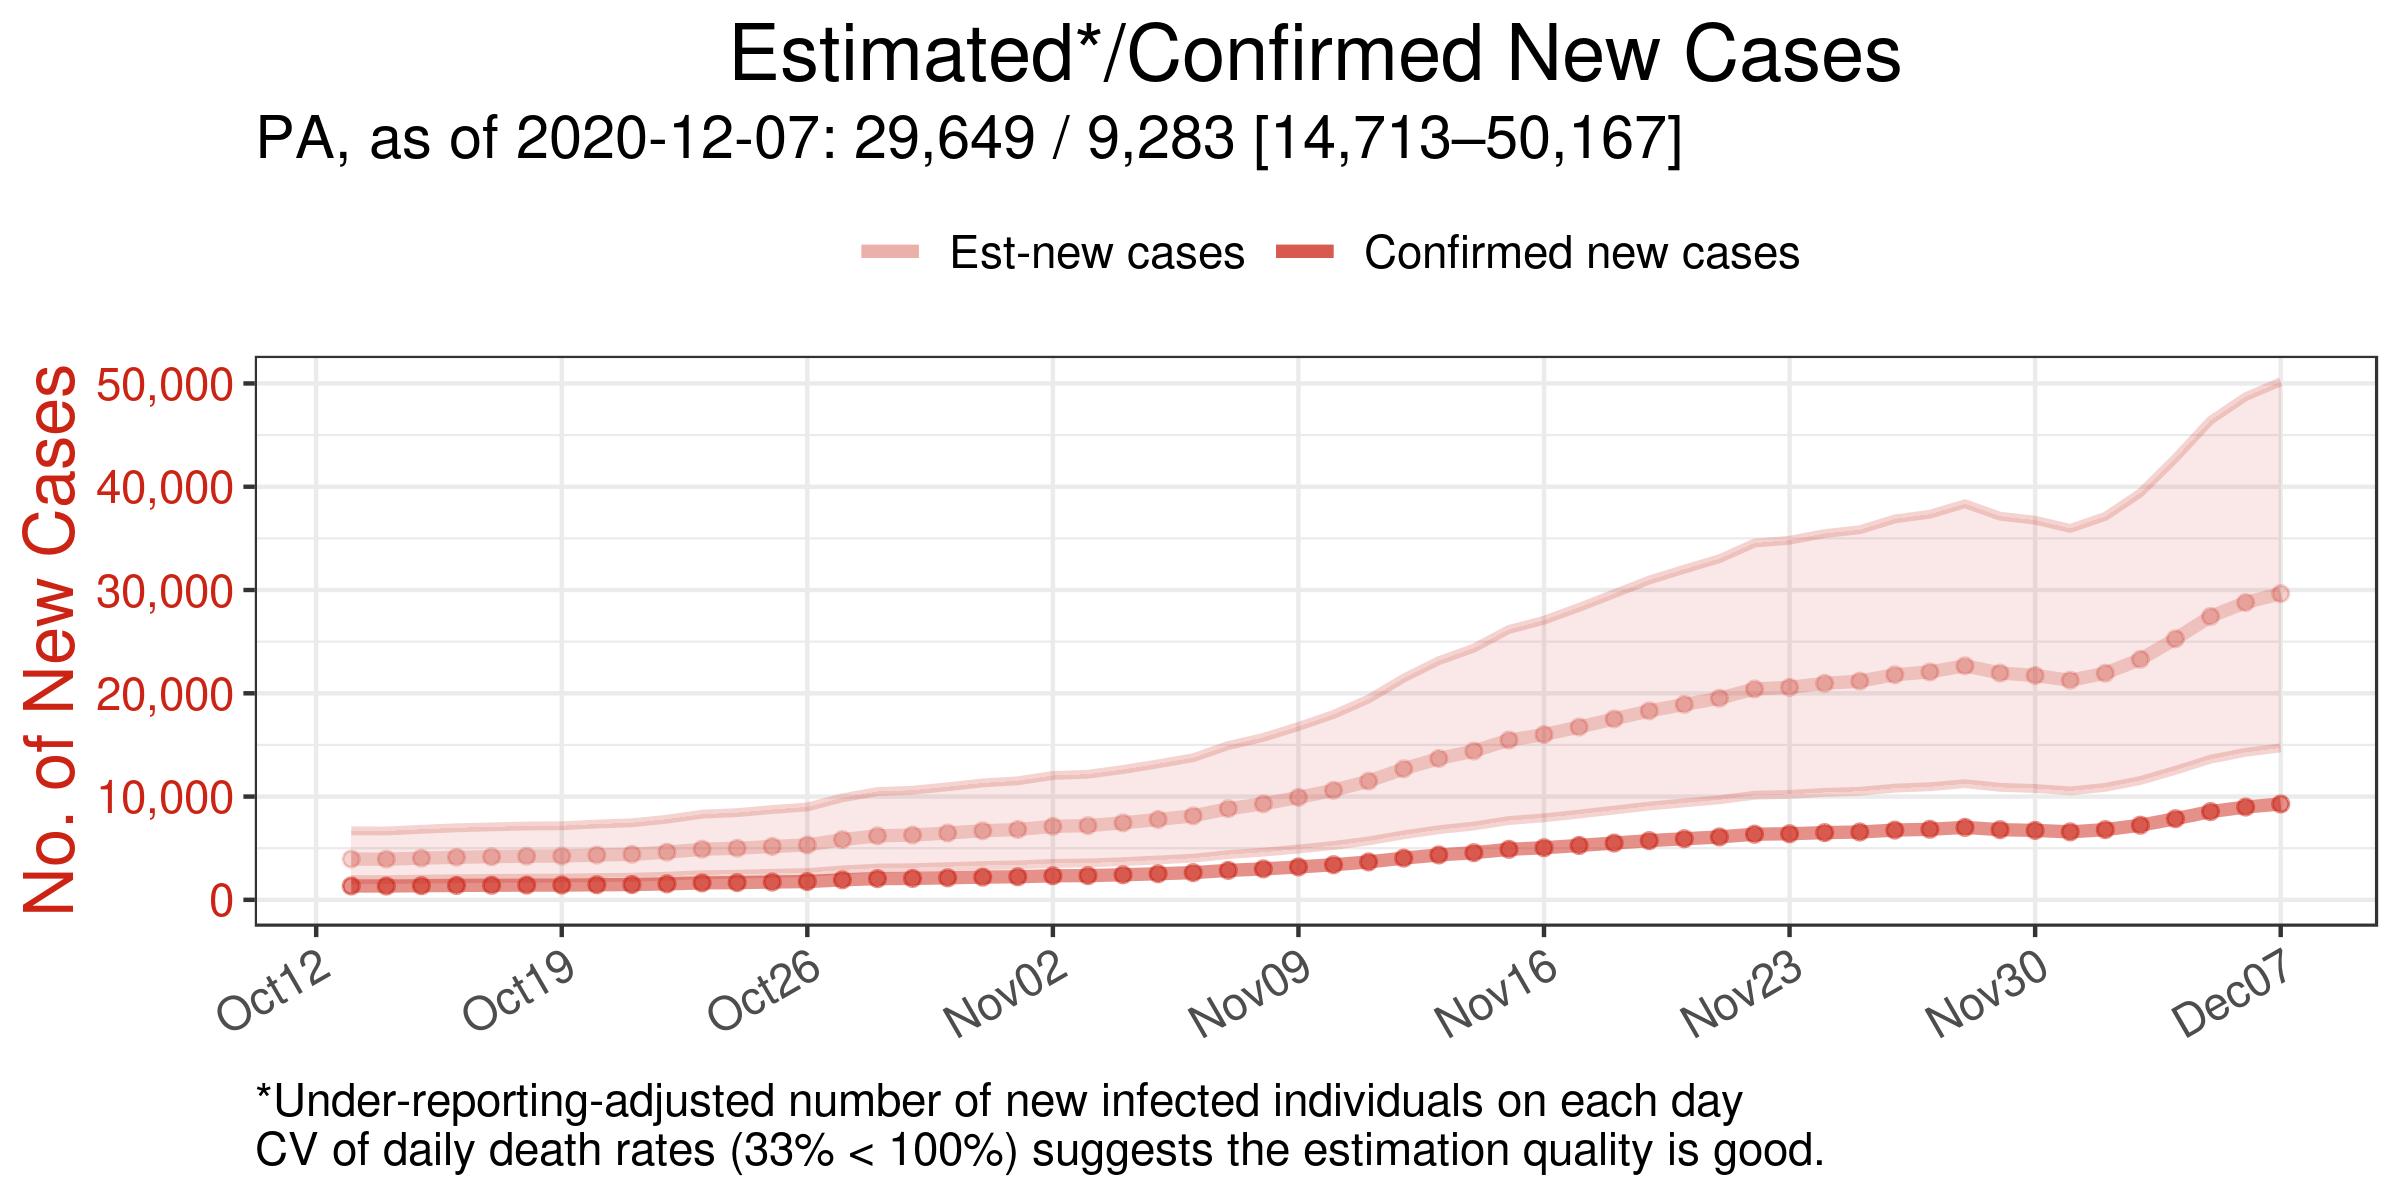 Estimated*/Confirmed New Cases
PA, as of 2020-12-07: 29,649 / 9,283 [14,713–50,167]
Est-new cases Confirmed new cases
No. of New Cases
50,000
40,000
30,000
20,000
10,000
0
Oct12 Oct19 Oct26 Nov02 Nov09 Nov16 Nov23 Nov30 Dec07
*Under-reporting-adjusted number of new infected individuals on each day
CV of daily death rates (33% < 100%) suggests the estimation quality is good.